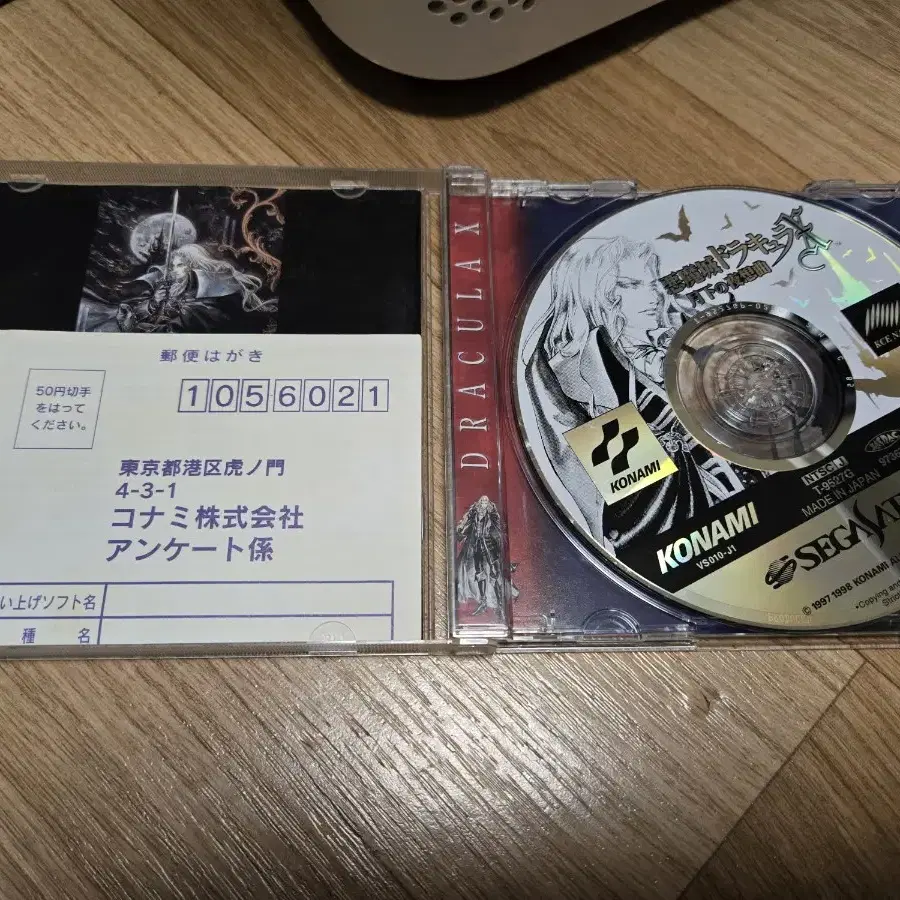 郵便はがき
50円切手
をはって
ください。
1056021
東京都港区虎ノ門
4-3-1
コナミ株式会社
アンケート係
い上げソフト名
種 名
DRACULA X
悪魔城ドラキュラX
月下の夜想曲
KONAMI
KONAMI
VS010-J1
NTSC-J
T-9527G
MADE IN JAPAN
SEGA SAT
© 1997 1998 KONAMI AL
•Copying and